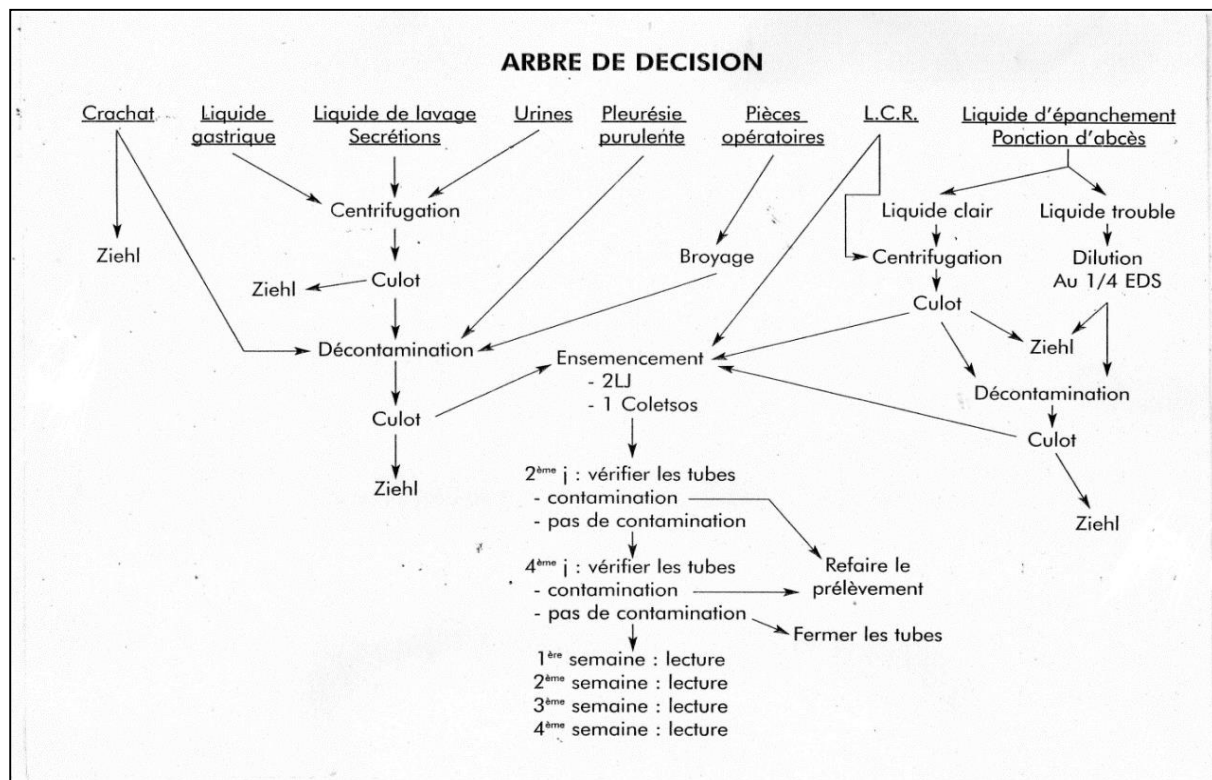 ARBRE DE DECISION
Crachat
Liquide
gastrique
Liquide de lavage
Secrétions
Urines
Pleurésie
purulente
Pièces
opératoires
L.C.R.
Liquide d'épanchement
Ponction d'abcès
Centrifugation
Liquide clair
Liquide trouble
Ziehl
Broyage
Centrifugation
Dilution
Au 1/4 EDS
Ziehl
Culot
Culot
Décontamination
Ensemencement
- 2LJ
- 1 Coletsos
Ziehl
Décontamination
Culot
Culot
Ziehl
Ziehl
2ème j : vérifier les tubes
- contamination
- pas de contamination
4ème j : vérifier les tubes
- contamination
- pas de contamination
Refaire le
prélèvement
Fermer les tubes
1ère semaine : lecture
2ème semaine : lecture
3ème semaine : lecture
4ème semaine : lecture